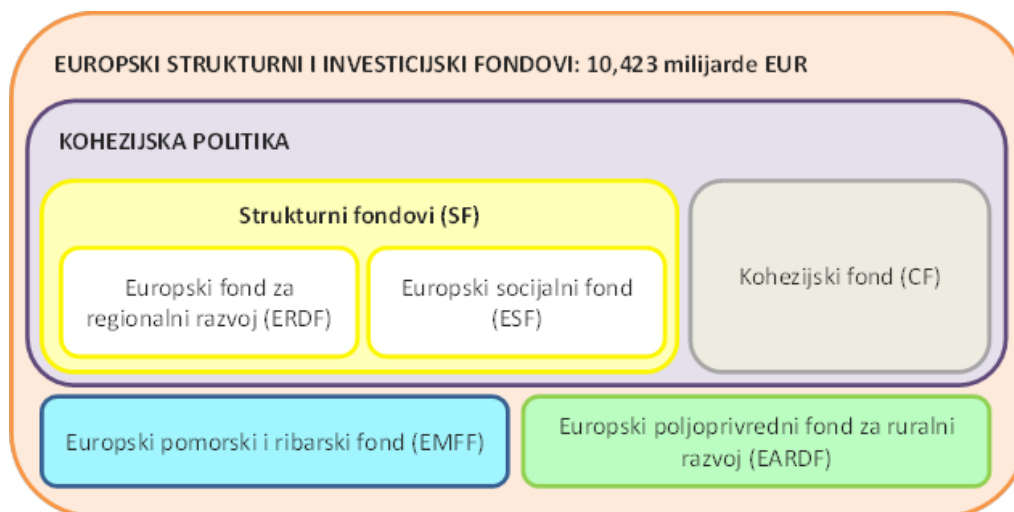 EUROPSKI STRUKTURNI I INVESTICIJSKI FONDOVI: 10,423 milijarde EUR
KOHEZIJSKA POLITIKA
Strukturni fondovi (SF)
Europski fond za
regionalni razvoj (ERDF)
Europski socijalni fond
(ESF)
Kohezijski fond (CF)
Europski pomorski i ribarski fond (EMFF)
Europski poljoprivredni fond za ruralni
razvoj (EARDF)